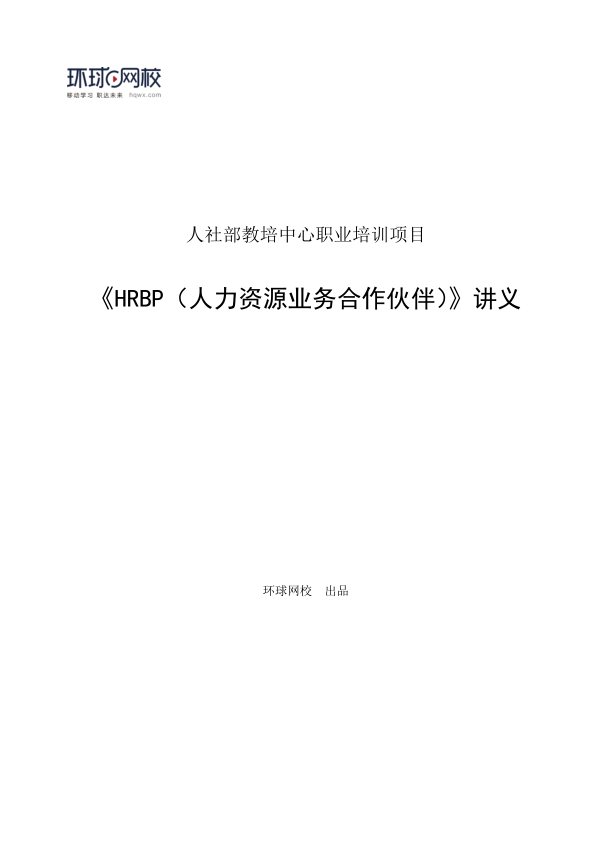 环球网校
移动学习 职达未来 hqwx.com
人社部教培中心职业培训项目
《HRBP（人力资源业务合作伙伴）》讲义
环球网校 出品